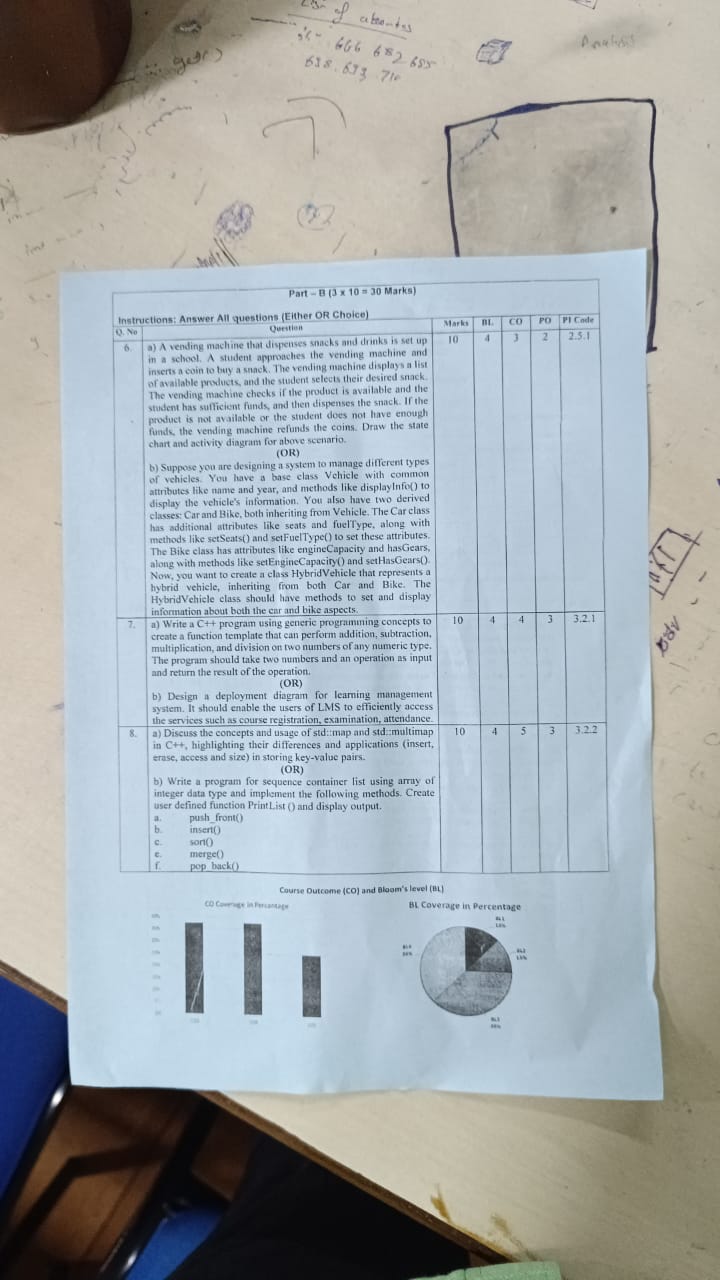 List of absentes
666 682 685
638. 693 710
Analysis
get()
Part – B (3 x 10 = 30 Marks)
Instructions: Answer All questions (Either OR Choice)
Q. No Question Marks BL CO PO PI Code
6. a) A vending machine that dispenses snacks and drinks is set up 10 4 3 2 2.5.1
in a school. A student approaches the vending machine and
inserts a coin to buy a snack. The vending machine displays a list
of available products, and the student selects their desired snack.
The vending machine checks if the product is available and the
student has sufficient funds, and then dispenses the snack. If the
product is not available or the student does not have enough
funds, the vending machine refunds the coins. Draw the state
chart and activity diagram for above scenario.
(OR)
b) Suppose you are designing a system to manage different types
of vehicles. You have a base class Vehicle with common
attributes like name and year, and methods like displayInfo() to
display the vehicle's information. You also have two derived
classes: Car and Bike, both inheriting from Vehicle. The Car class
has additional attributes like seats and fuelType, along with
methods like setSeats() and setFuelType() to set these attributes.
The Bike class has attributes like engineCapacity and hasGears,
along with methods like setEngineCapacity() and setHasGears().
Now, you want to create a class HybridVehicle that represents a
hybrid vehicle, inheriting from both Car and Bike. The
HybridVehicle class should have methods to set and display
information about both the car and bike aspects.
7. a) Write a C++ program using generic programming concepts to 10 4 4 3 3.2.1
create a function template that can perform addition, subtraction,
multiplication, and division on two numbers of any numeric type.
The program should take two numbers and an operation as input
and return the result of the operation.
(OR)
b) Design a deployment diagram for learning management
system. It should enable the users of LMS to efficiently access
the services such as course registration, examination, attendance.
8. a) Discuss the concepts and usage of std::map and std::multimap 10 4 5 3 3.2.2
in C++, highlighting their differences and applications (insert,
erase, access and size) in storing key-value pairs.
(OR)
b) Write a program for sequence container list using array of
integer data type and implement the following methods. Create
user defined function PrintList () and display output.
a. push_front()
b. insert()
c. sort()
e. merge()
f. pop_back()
Course Outcome (CO) and Bloom's level (BL)
CO Coverage in Percentage
BL Coverage in Percentage